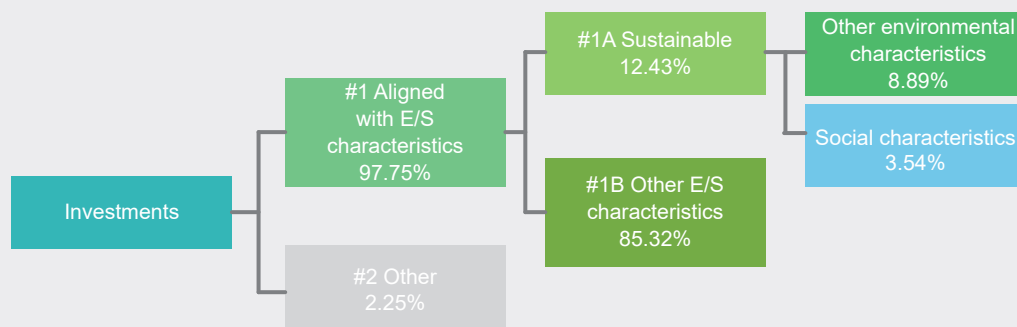 Investments
#1 Aligned
with E/S
characteristics
97.75%
#2 Other
2.25%
#1A Sustainable
12.43%
#1B Other E/S
characteristics
85.32%
Other environmental
characteristics
8.89%
Social characteristics
3.54%